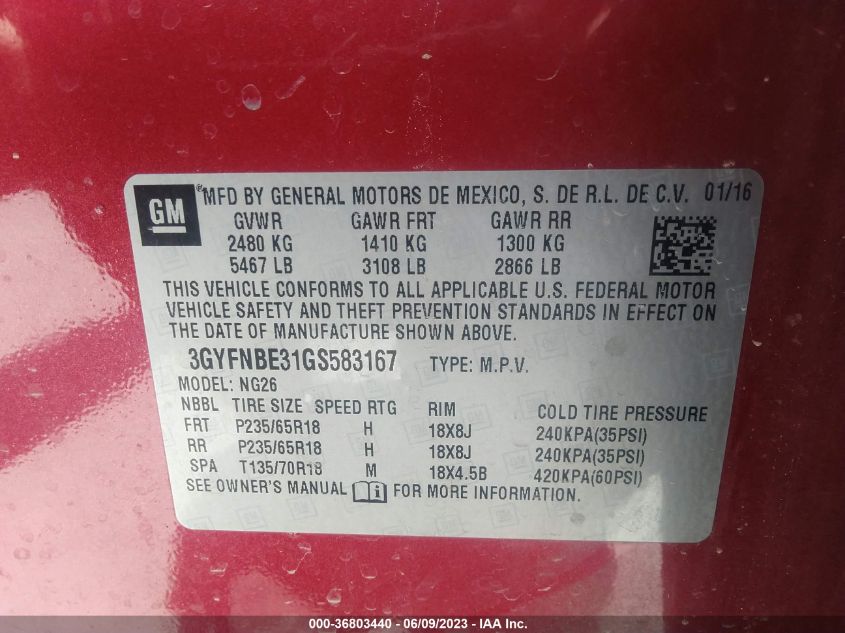 GM ® MFD BY GENERAL MOTORS DE MEXICO, S. DE R.L. DE C.V. 01/16
GVWR GAWR FRT GAWR RR
2480 KG 1410 KG 1300 KG
5467 LB 3108 LB 2866 LB
THIS VEHICLE CONFORMS TO ALL APPLICABLE U.S. FEDERAL MOTOR
VEHICLE SAFETY AND THEFT PREVENTION STANDARDS IN EFFECT ON
THE DATE OF MANUFACTURE SHOWN ABOVE.
3GYFNBE31GS583167 TYPE: M.P.V.
MODEL: NG26
NBBL TIRE SIZE SPEED RTG RIM COLD TIRE PRESSURE
FRT P235/65R18 H 18X8J 240KPA(35PSI)
RR P235/65R18 H 18X8J 240KPA(35PSI)
SPA T135/70R18 M 18X4.5B 420KPA(60PSI)
SEE OWNER'S MANUAL i FOR MORE INFORMATION.
000-36803440 - 06/09/2023 - IAA Inc.